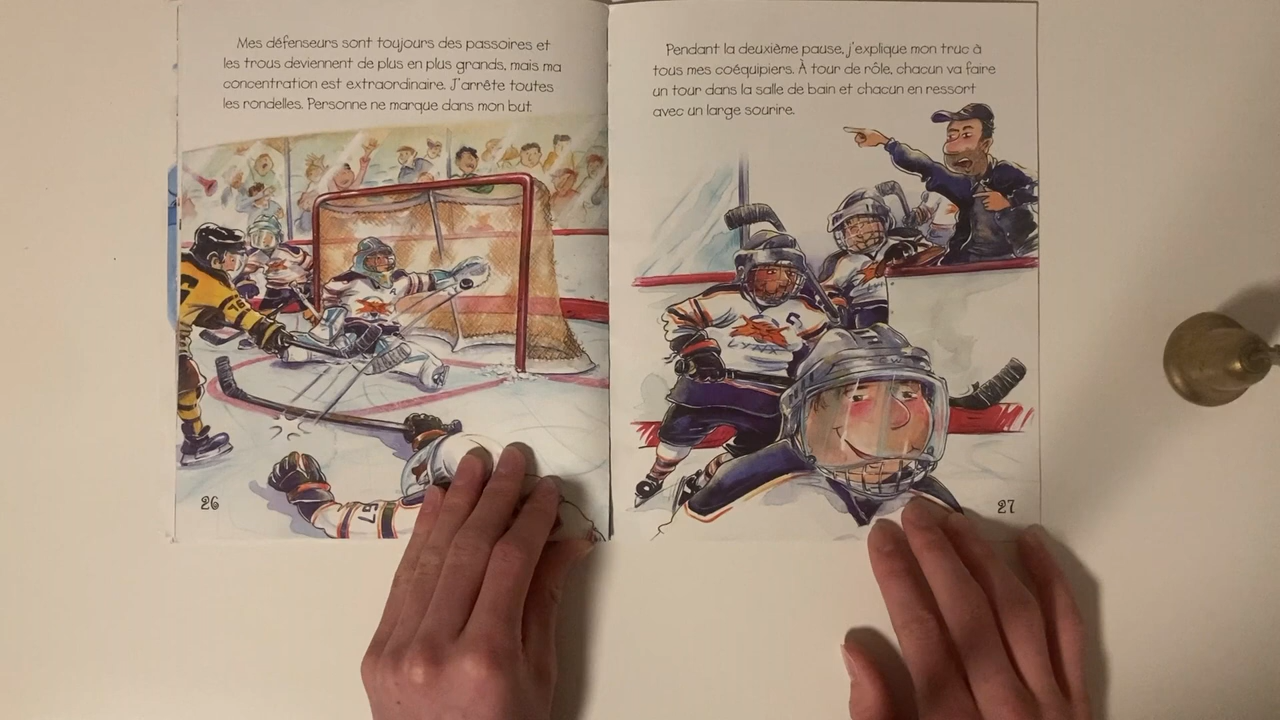 Mes défenseurs sont toujours des passoires et
les trous deviennent de plus en plus grands, mais ma
concentration est extraordinaire. J'arrête toutes
les rondelles. Personne ne marque dans mon but.
A
57
26
Pendant la deuxième pause, j'explique mon truc à
tous mes coéquipiers. À tour de rôle, chacun va faire
un tour dans la salle de bain et chacun en ressort
avec un large sourire.
C
LYNX
27